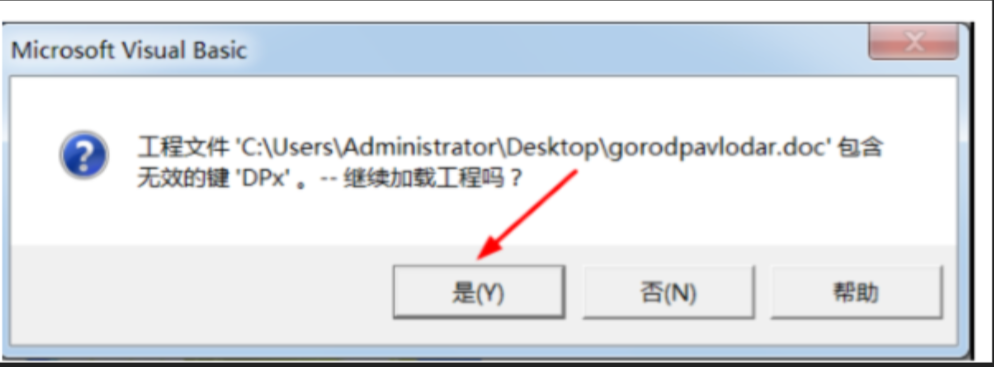 Microsoft Visual Basic
工程文件 'C:\Users\Administrator\Desktop\gorodpavlodar.doc' 包含
无效的键 'DPx' 。-- 继续加载工程吗？
是(Y) 否(N) 帮助